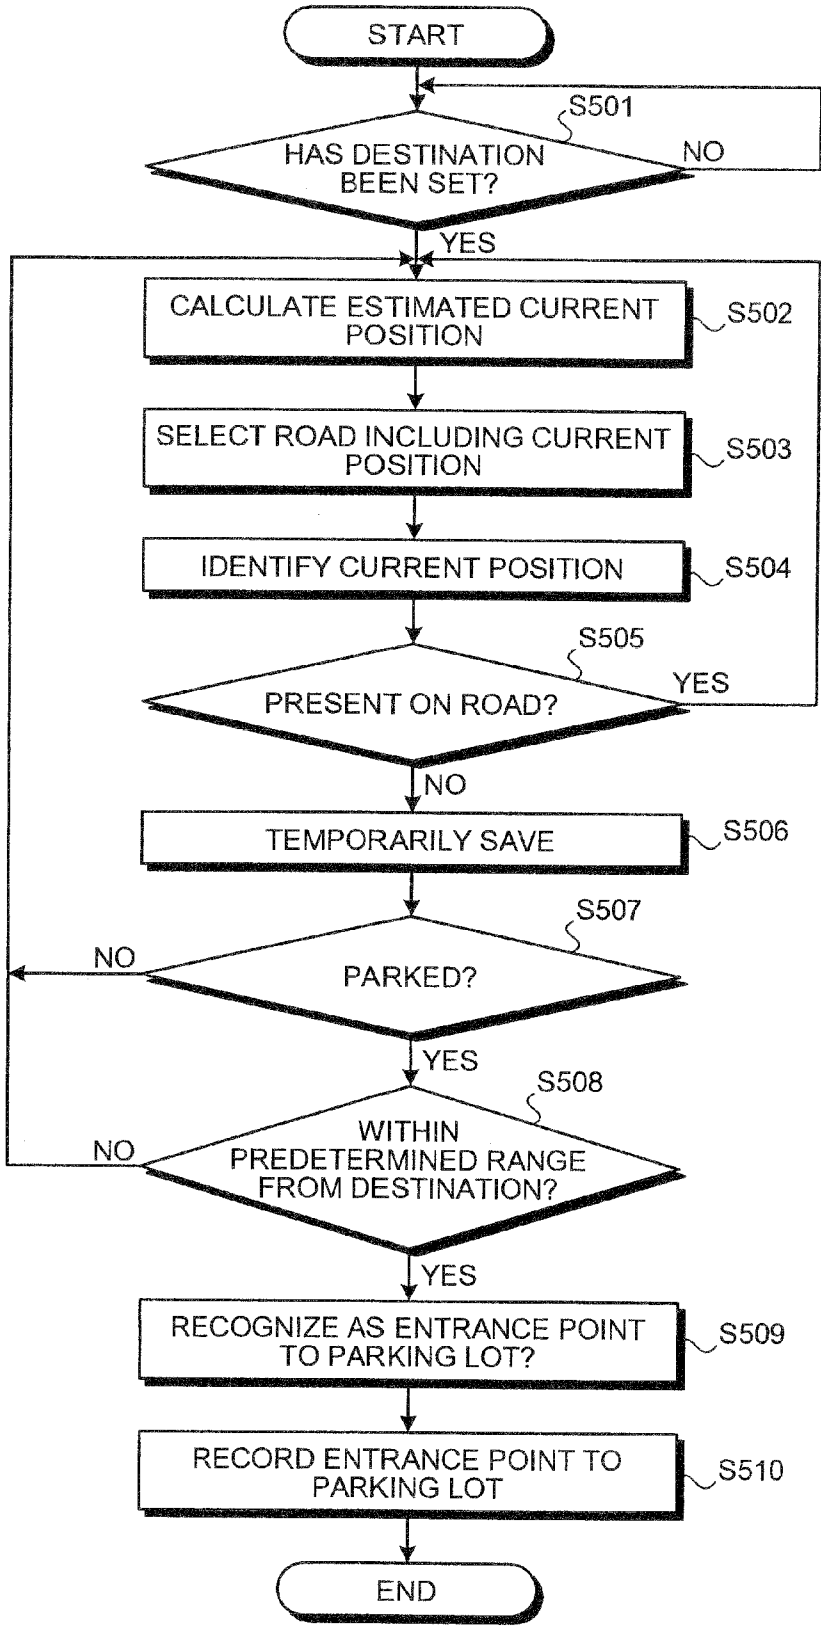 START
S501
HAS DESTINATION
BEEN SET?
NO
YES
CALCULATE ESTIMATED CURRENT
POSITION
S502
SELECT ROAD INCLUDING CURRENT
POSITION
S503
IDENTIFY CURRENT POSITION
S504
S505
PRESENT ON ROAD?
YES
NO
TEMPORARILY SAVE
S506
S507
NO
PARKED?
YES
S508
NO
WITHIN
PREDETERMINED RANGE
FROM DESTINATION?
YES
RECOGNIZE AS ENTRANCE POINT
TO PARKING LOT?
S509
RECORD ENTRANCE POINT TO
PARKING LOT
S510
END